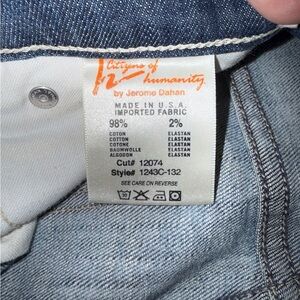 Citizens of
humanity
by Jerome Dahan
MADE IN U.S.A.
IMPORTED FABRIC
98% 2%
COTON ELASTAN
COTTON ELASTAN
COTONE ELASTAN
BAUMWOLLE ELASTAN
ALGODON ELASTAN
Cut# 12074
Style# 1243C-132
SEE CARE ON REVERSE